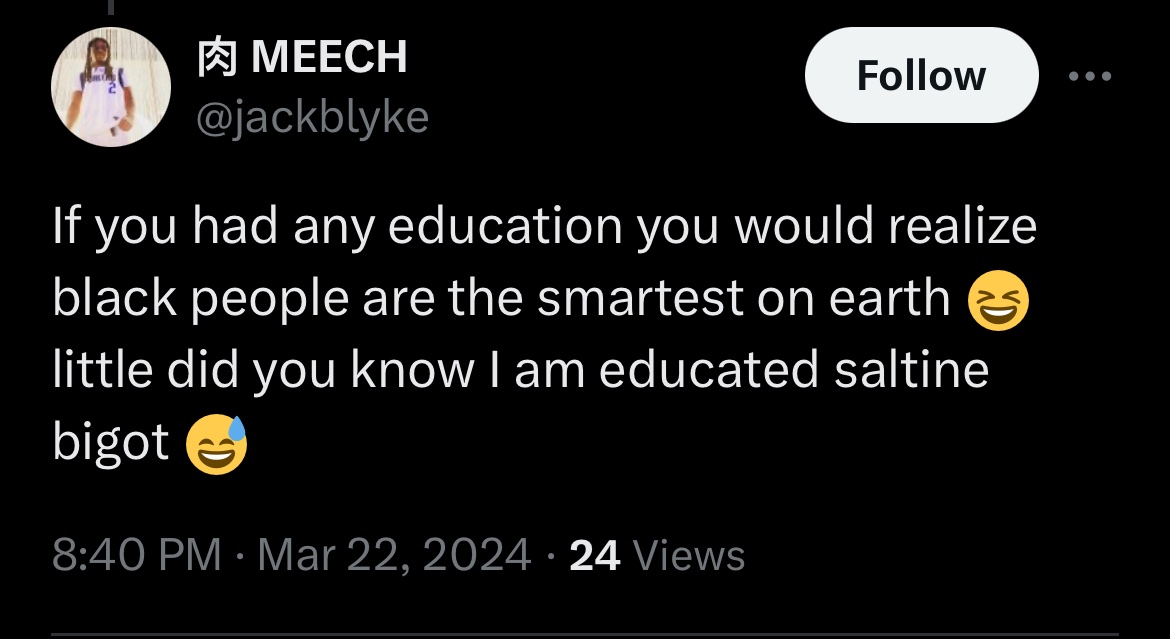 肉 MEECH
@jackblyke
Follow
If you had any education you would realize
black people are the smartest on earth 😆
little did you know I am educated saltine
bigot 😅
8:40 PM · Mar 22, 2024 · 24 Views